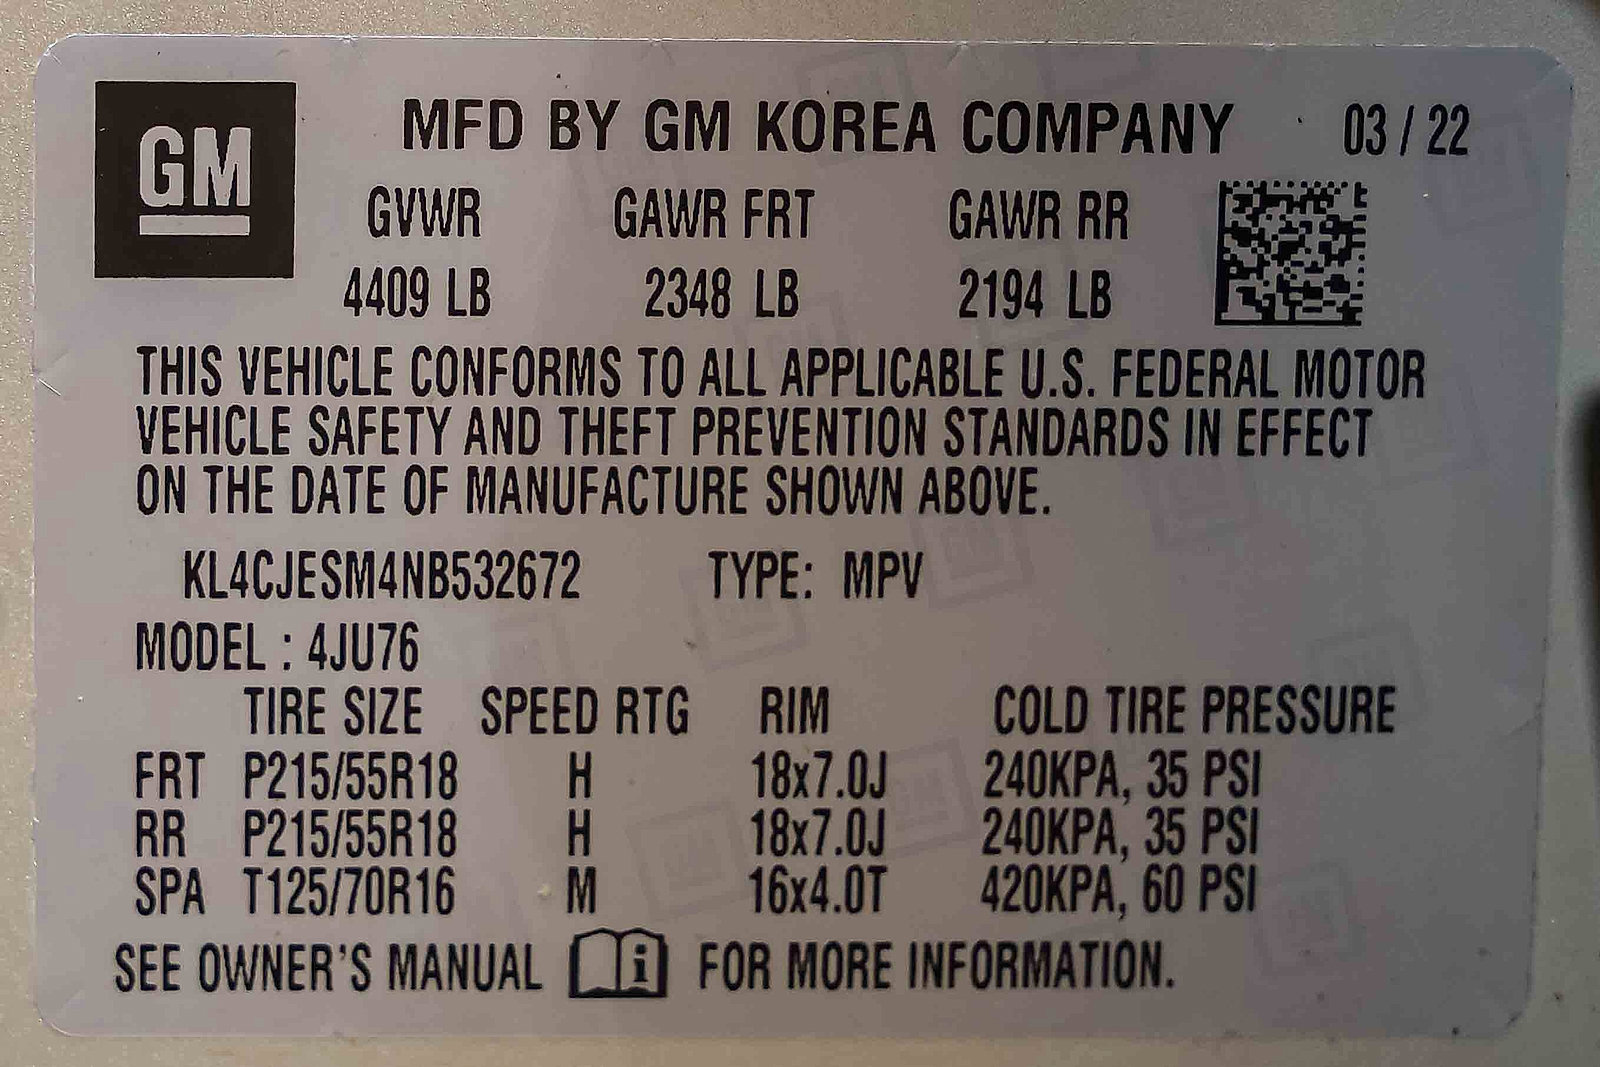 GM
MFD BY GM KOREA COMPANY 03 / 22
GVWR GAWR FRT GAWR RR
4409 LB 2348 LB 2194 LB
THIS VEHICLE CONFORMS TO ALL APPLICABLE U.S. FEDERAL MOTOR
VEHICLE SAFETY AND THEFT PREVENTION STANDARDS IN EFFECT
ON THE DATE OF MANUFACTURE SHOWN ABOVE.
KL4CJESM4NB532672 TYPE: MPV
MODEL : 4JU76
TIRE SIZE SPEED RTG RIM COLD TIRE PRESSURE
FRT P215/55R18 H 18x7.0J 240KPA, 35 PSI
RR P215/55R18 H 18x7.0J 240KPA, 35 PSI
SPA T125/70R16 M 16x4.0T 420KPA, 60 PSI
SEE OWNER'S MANUAL i FOR MORE INFORMATION.